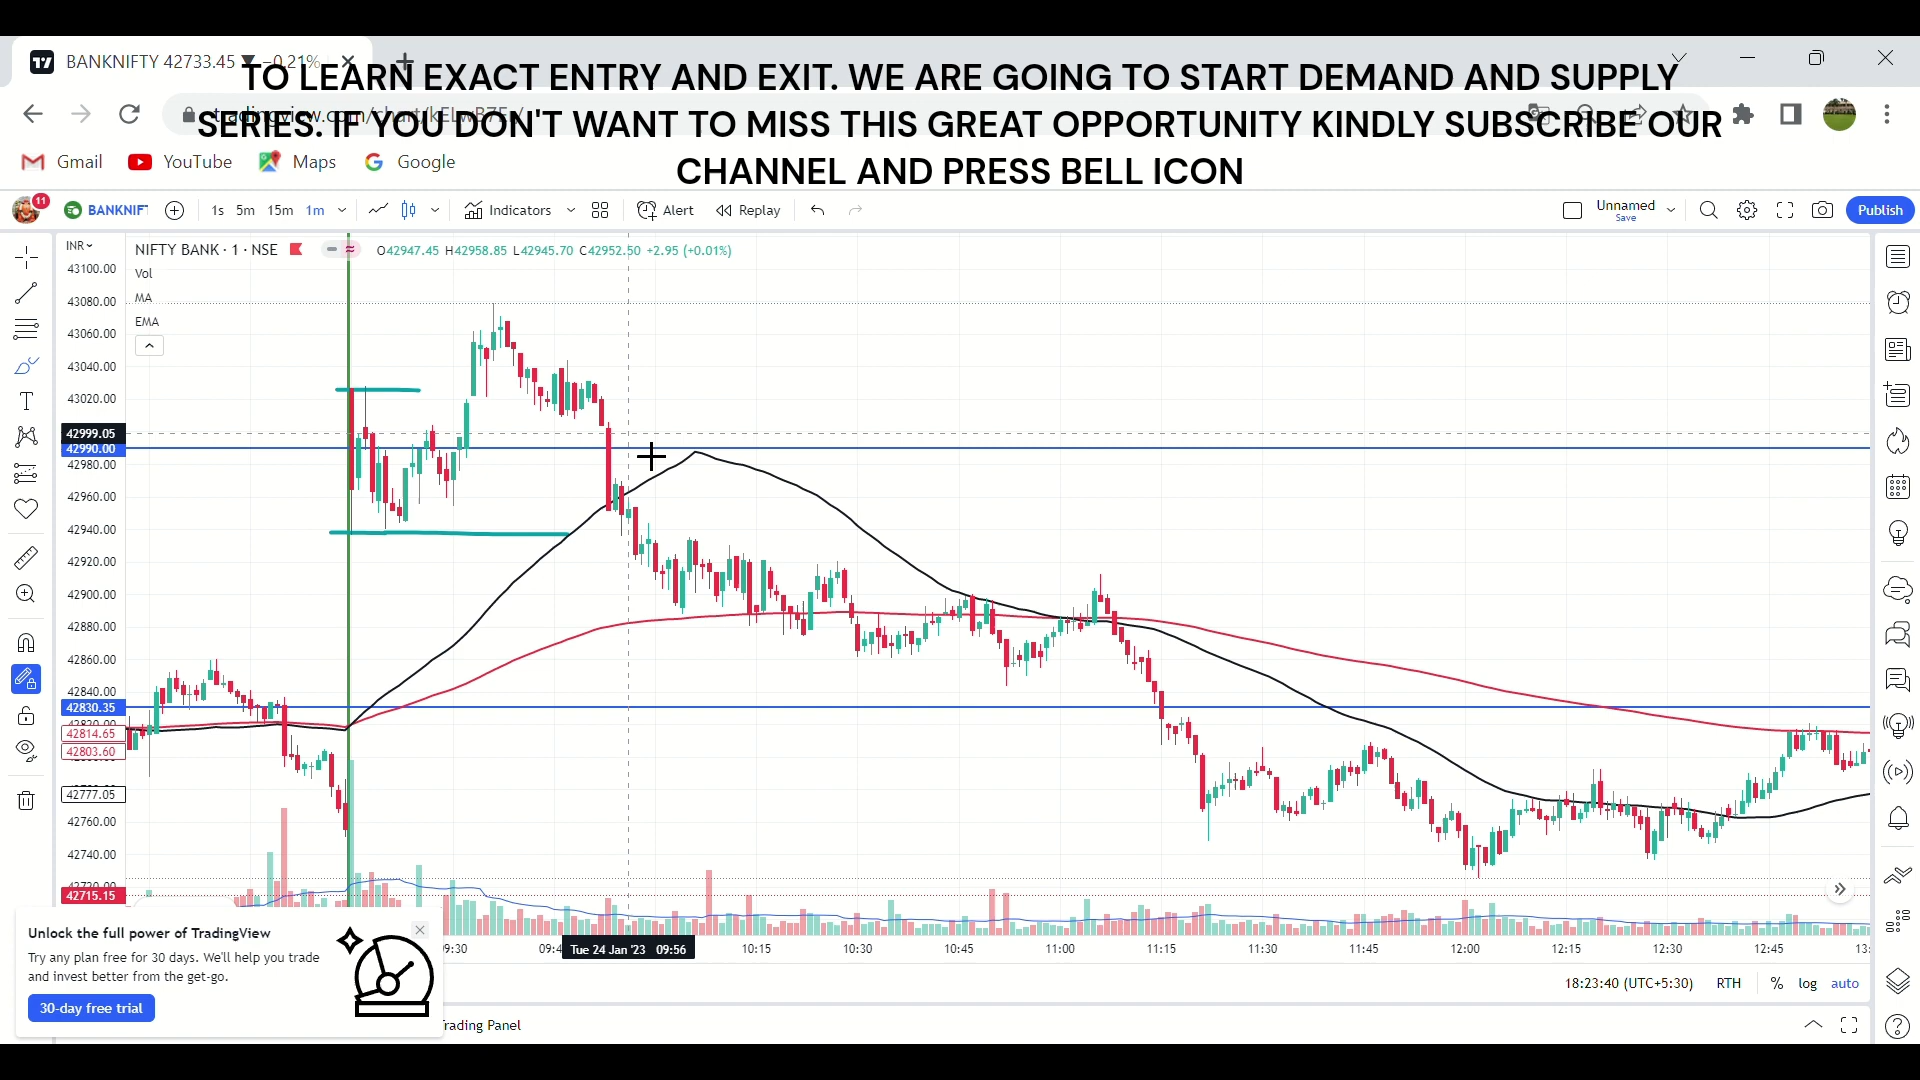 BANKNIFTY 42733.45 ▼ −0.21%
TO LEARN EXACT ENTRY AND EXIT. WE ARE GOING TO START DEMAND AND SUPPLY
SERIES. IF YOU DON'T WANT TO MISS THIS GREAT OPPORTUNITY KINDLY SUBSCRIBE OUR
CHANNEL AND PRESS BELL ICON
Gmail YouTube Maps Google
11 BANKNIF 1s 5m 15m 1m Indicators Alert Replay Unnamed Save Publish
INR NIFTY BANK · 1 · NSE O42947.45 H42958.85 L42945.70 C42952.50 +2.95 (+0.01%)
Vol
MA
EMA
43100.00
43080.00
43060.00
43040.00
43020.00
42999.05
42990.00
42980.00
42960.00
42940.00
42920.00
42900.00
42880.00
42860.00
42840.00
42830.35
42814.65
42803.60
42777.05
42760.00
42740.00
42715.15
Tue 24 Jan '23 09:56 10:15 10:30 10:45 11:00 11:15 11:30 11:45 12:00 12:15 12:30 12:45
Unlock the full power of TradingView
Try any plan free for 30 days. We'll help you trade
and invest better from the get-go.
30-day free trial
18:23:40 (UTC+5:30) RTH % log auto
rading Panel